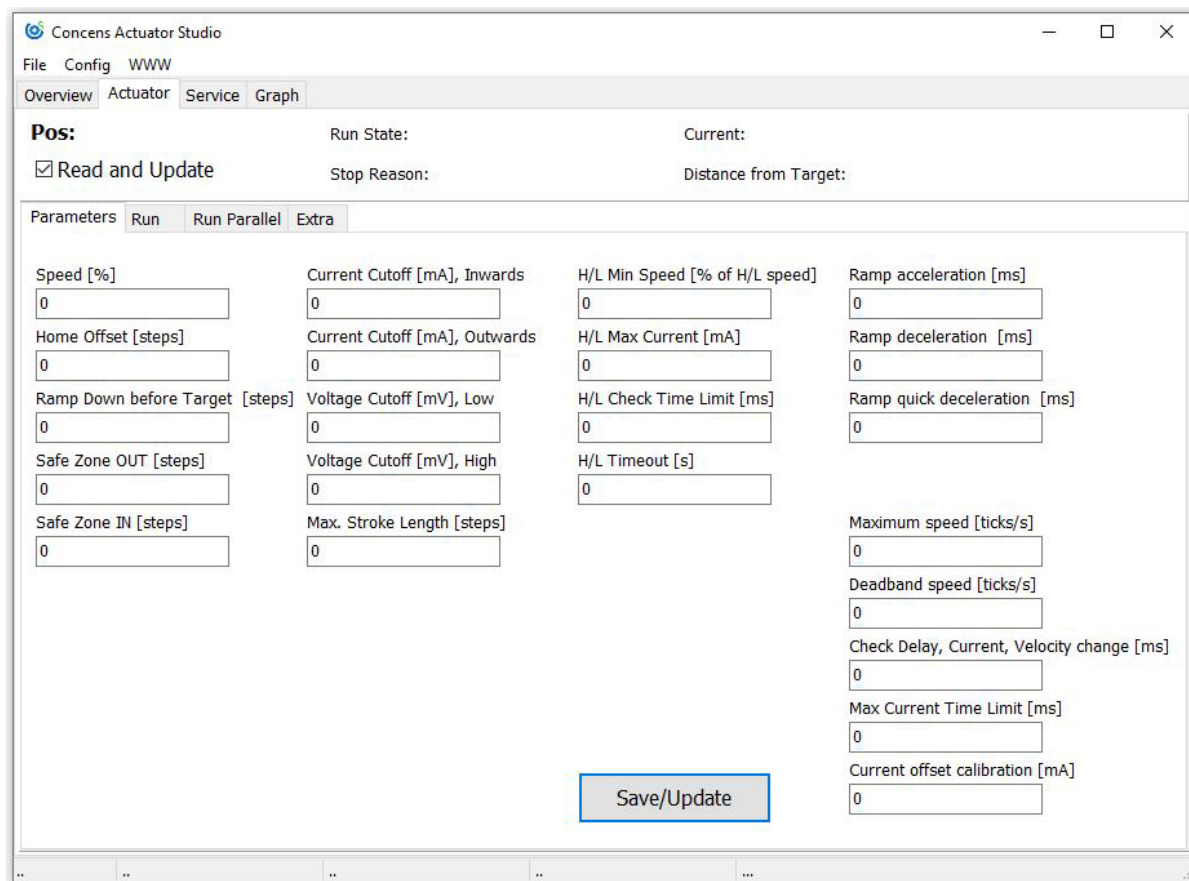 Concens Actuator Studio
File Config WWW
Overview Actuator Service Graph
Pos: Run State: Current:
Read and Update Stop Reason: Distance from Target:
Parameters Run Run Parallel Extra
Speed [%] Current Cutoff [mA], Inwards H/L Min Speed [% of H/L speed] Ramp acceleration [ms]
0 0 0 0
Home Offset [steps] Current Cutoff [mA], Outwards H/L Max Current [mA] Ramp deceleration [ms]
0 0 0 0
Ramp Down before Target [steps] Voltage Cutoff [mV], Low H/L Check Time Limit [ms] Ramp quick deceleration [ms]
0 0 0 0
Safe Zone OUT [steps] Voltage Cutoff [mV], High H/L Timeout [s]
0 0 0
Safe Zone IN [steps] Max. Stroke Length [steps] Maximum speed [ticks/s]
0 0 0
Deadband speed [ticks/s]
0
Check Delay, Current, Velocity change [ms]
0
Max Current Time Limit [ms]
0
Current offset calibration [mA]
Save/Update 0
.. .. .. .. ...